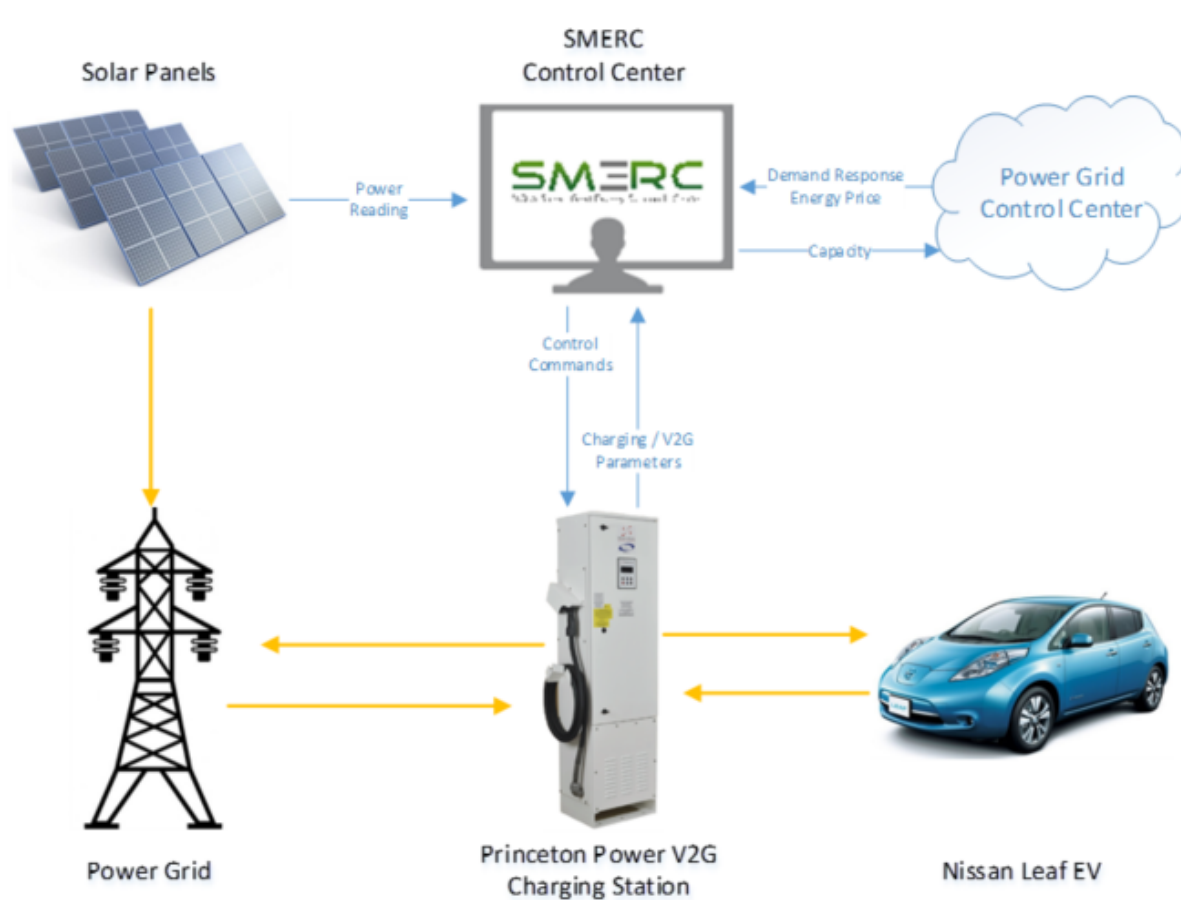 SMERC
Control Center
Solar Panels
SMERC
Power
Reading
Demand Response
Energy Price
Capacity
Power Grid
Control Center
Control
Commands
Charging / V2G
Parameters
Power Grid
Princeton Power V2G
Charging Station
Nissan Leaf EV